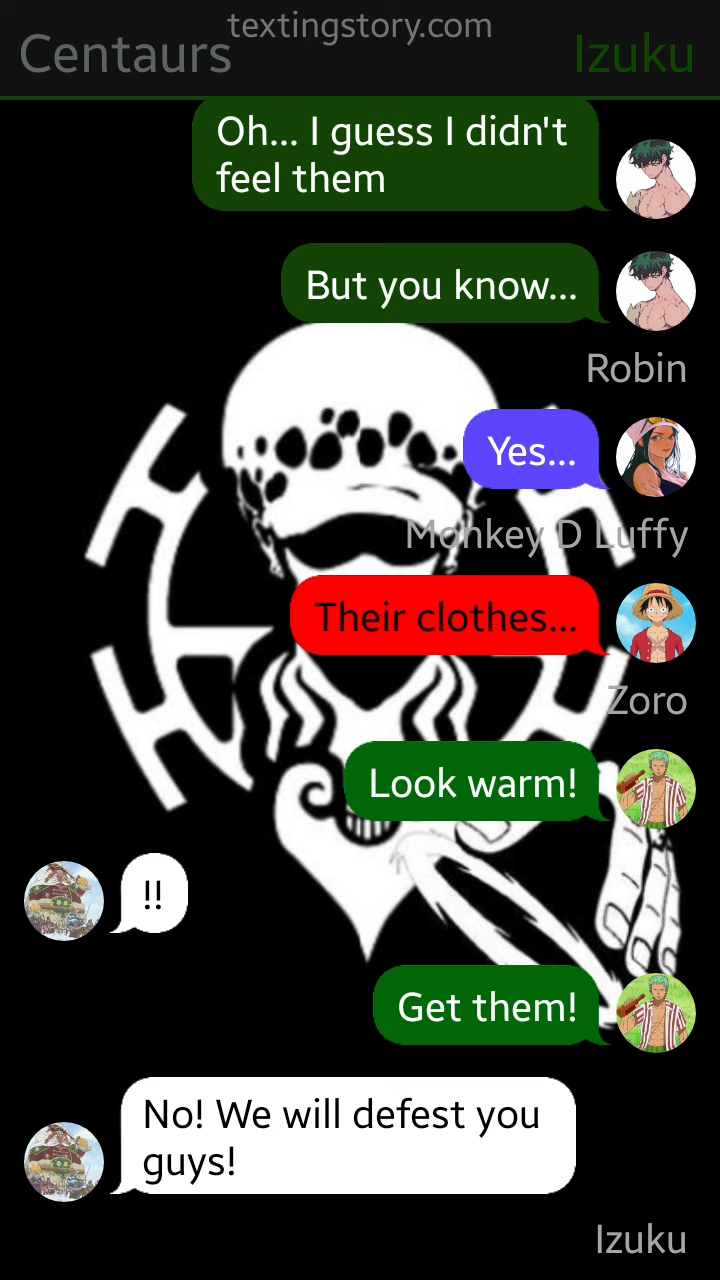 textingstory.com
Centaurs
Izuku
Oh... I guess I didn't
feel them
But you know...
Robin
Yes...
Monkey D Luffy
Their clothes...
Zoro
Look warm!
!!
Get them!
No! We will defest you
guys!
Izuku